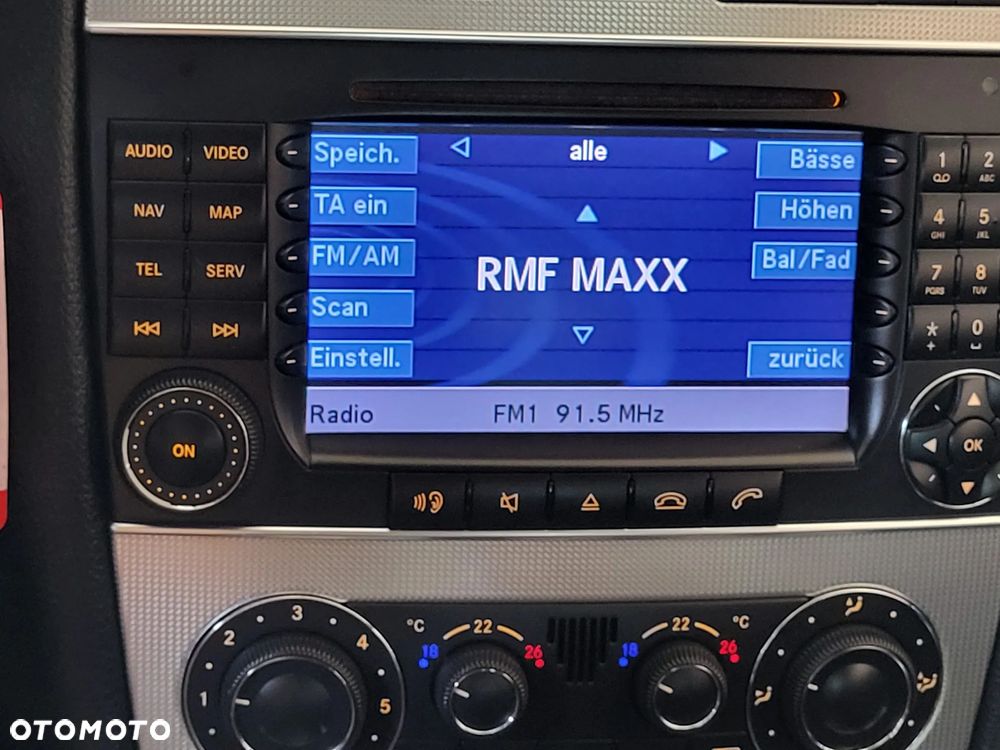 AUDIO VIDEO
NAV MAP
TEL SERV
ON
Speich. alle Bässe
TA ein Höhen
FM/AM RMF MAXX Bal/Fad
Scan
Einstell. zurück
Radio FM1 91.5 MHz
1 2 ABC
4 GHI 5 JKL
7 PQRS 8 TUV
* + 0
OK
1 2 3 4 5
°C 18 22 26
18 22 26 °C
OTOMOTO